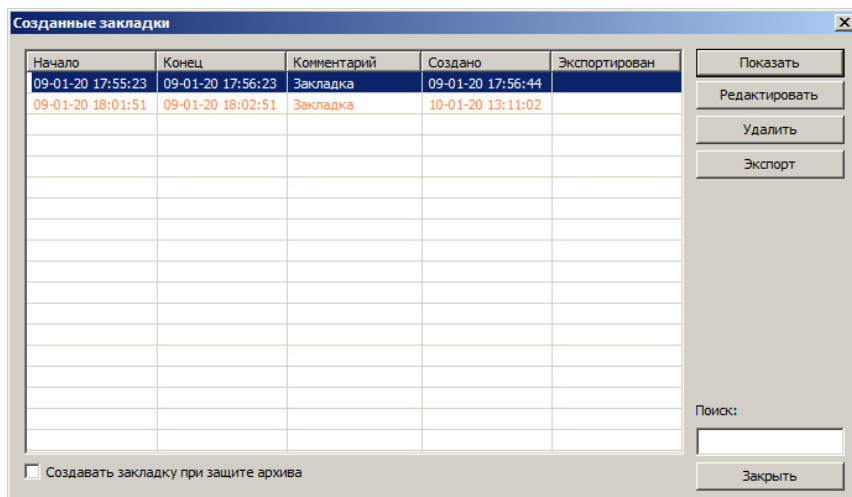 Созданные закладки
Начало Конец Комментарий Создано Экспортирован
09-01-20 17:55:23 09-01-20 17:56:23 Закладка 09-01-20 17:56:44
09-01-20 18:01:51 09-01-20 18:02:51 Закладка 10-01-20 13:11:02
Показать
Редактировать
Удалить
Экспорт
Поиск:
Создавать закладку при защите архива
Закрыть